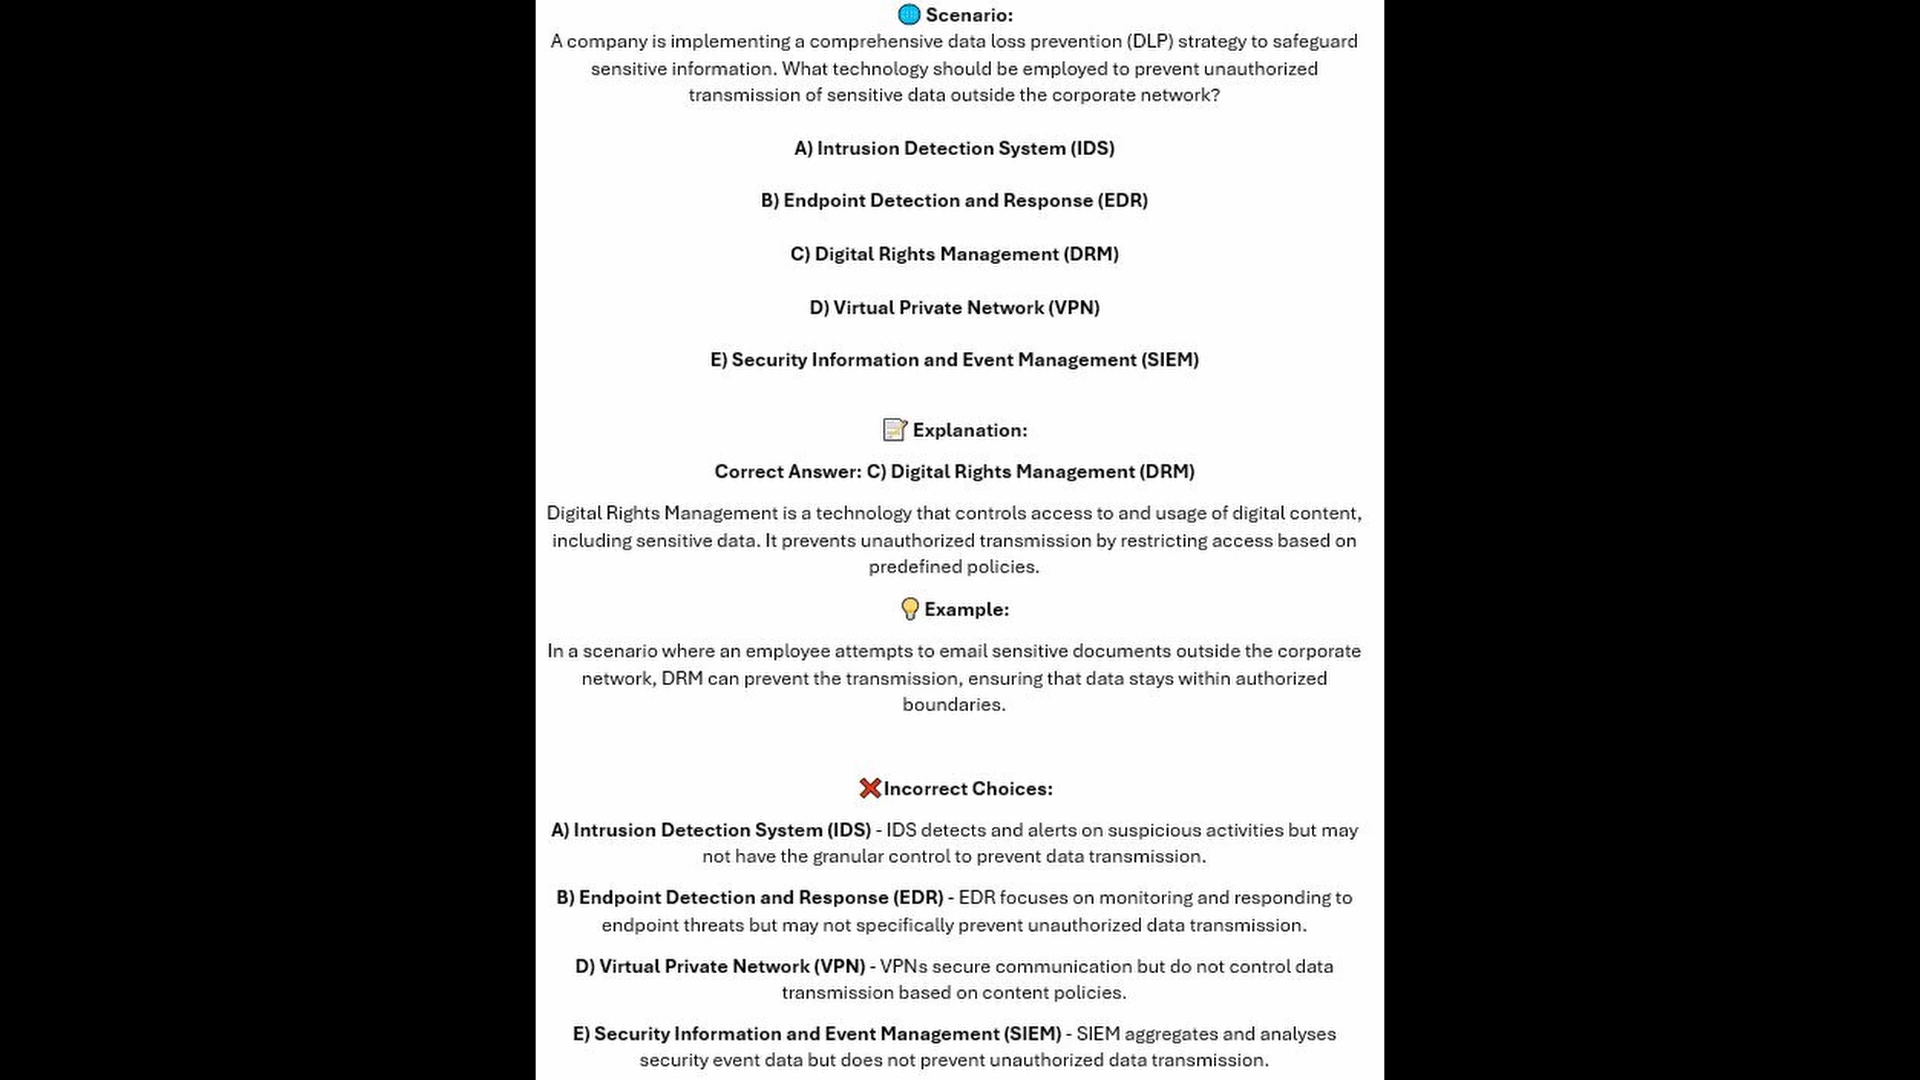 🌐 Scenario:
A company is implementing a comprehensive data loss prevention (DLP) strategy to safeguard
sensitive information. What technology should be employed to prevent unauthorized
transmission of sensitive data outside the corporate network?
A) Intrusion Detection System (IDS)
B) Endpoint Detection and Response (EDR)
C) Digital Rights Management (DRM)
D) Virtual Private Network (VPN)
E) Security Information and Event Management (SIEM)
📝 Explanation:
Correct Answer: C) Digital Rights Management (DRM)
Digital Rights Management is a technology that controls access to and usage of digital content,
including sensitive data. It prevents unauthorized transmission by restricting access based on
predefined policies.
💡 Example:
In a scenario where an employee attempts to email sensitive documents outside the corporate
network, DRM can prevent the transmission, ensuring that data stays within authorized
boundaries.
❌Incorrect Choices:
A) Intrusion Detection System (IDS) - IDS detects and alerts on suspicious activities but may
not have the granular control to prevent data transmission.
B) Endpoint Detection and Response (EDR) - EDR focuses on monitoring and responding to
endpoint threats but may not specifically prevent unauthorized data transmission.
D) Virtual Private Network (VPN) - VPNs secure communication but do not control data
transmission based on content policies.
E) Security Information and Event Management (SIEM) - SIEM aggregates and analyses
security event data but does not prevent unauthorized data transmission.